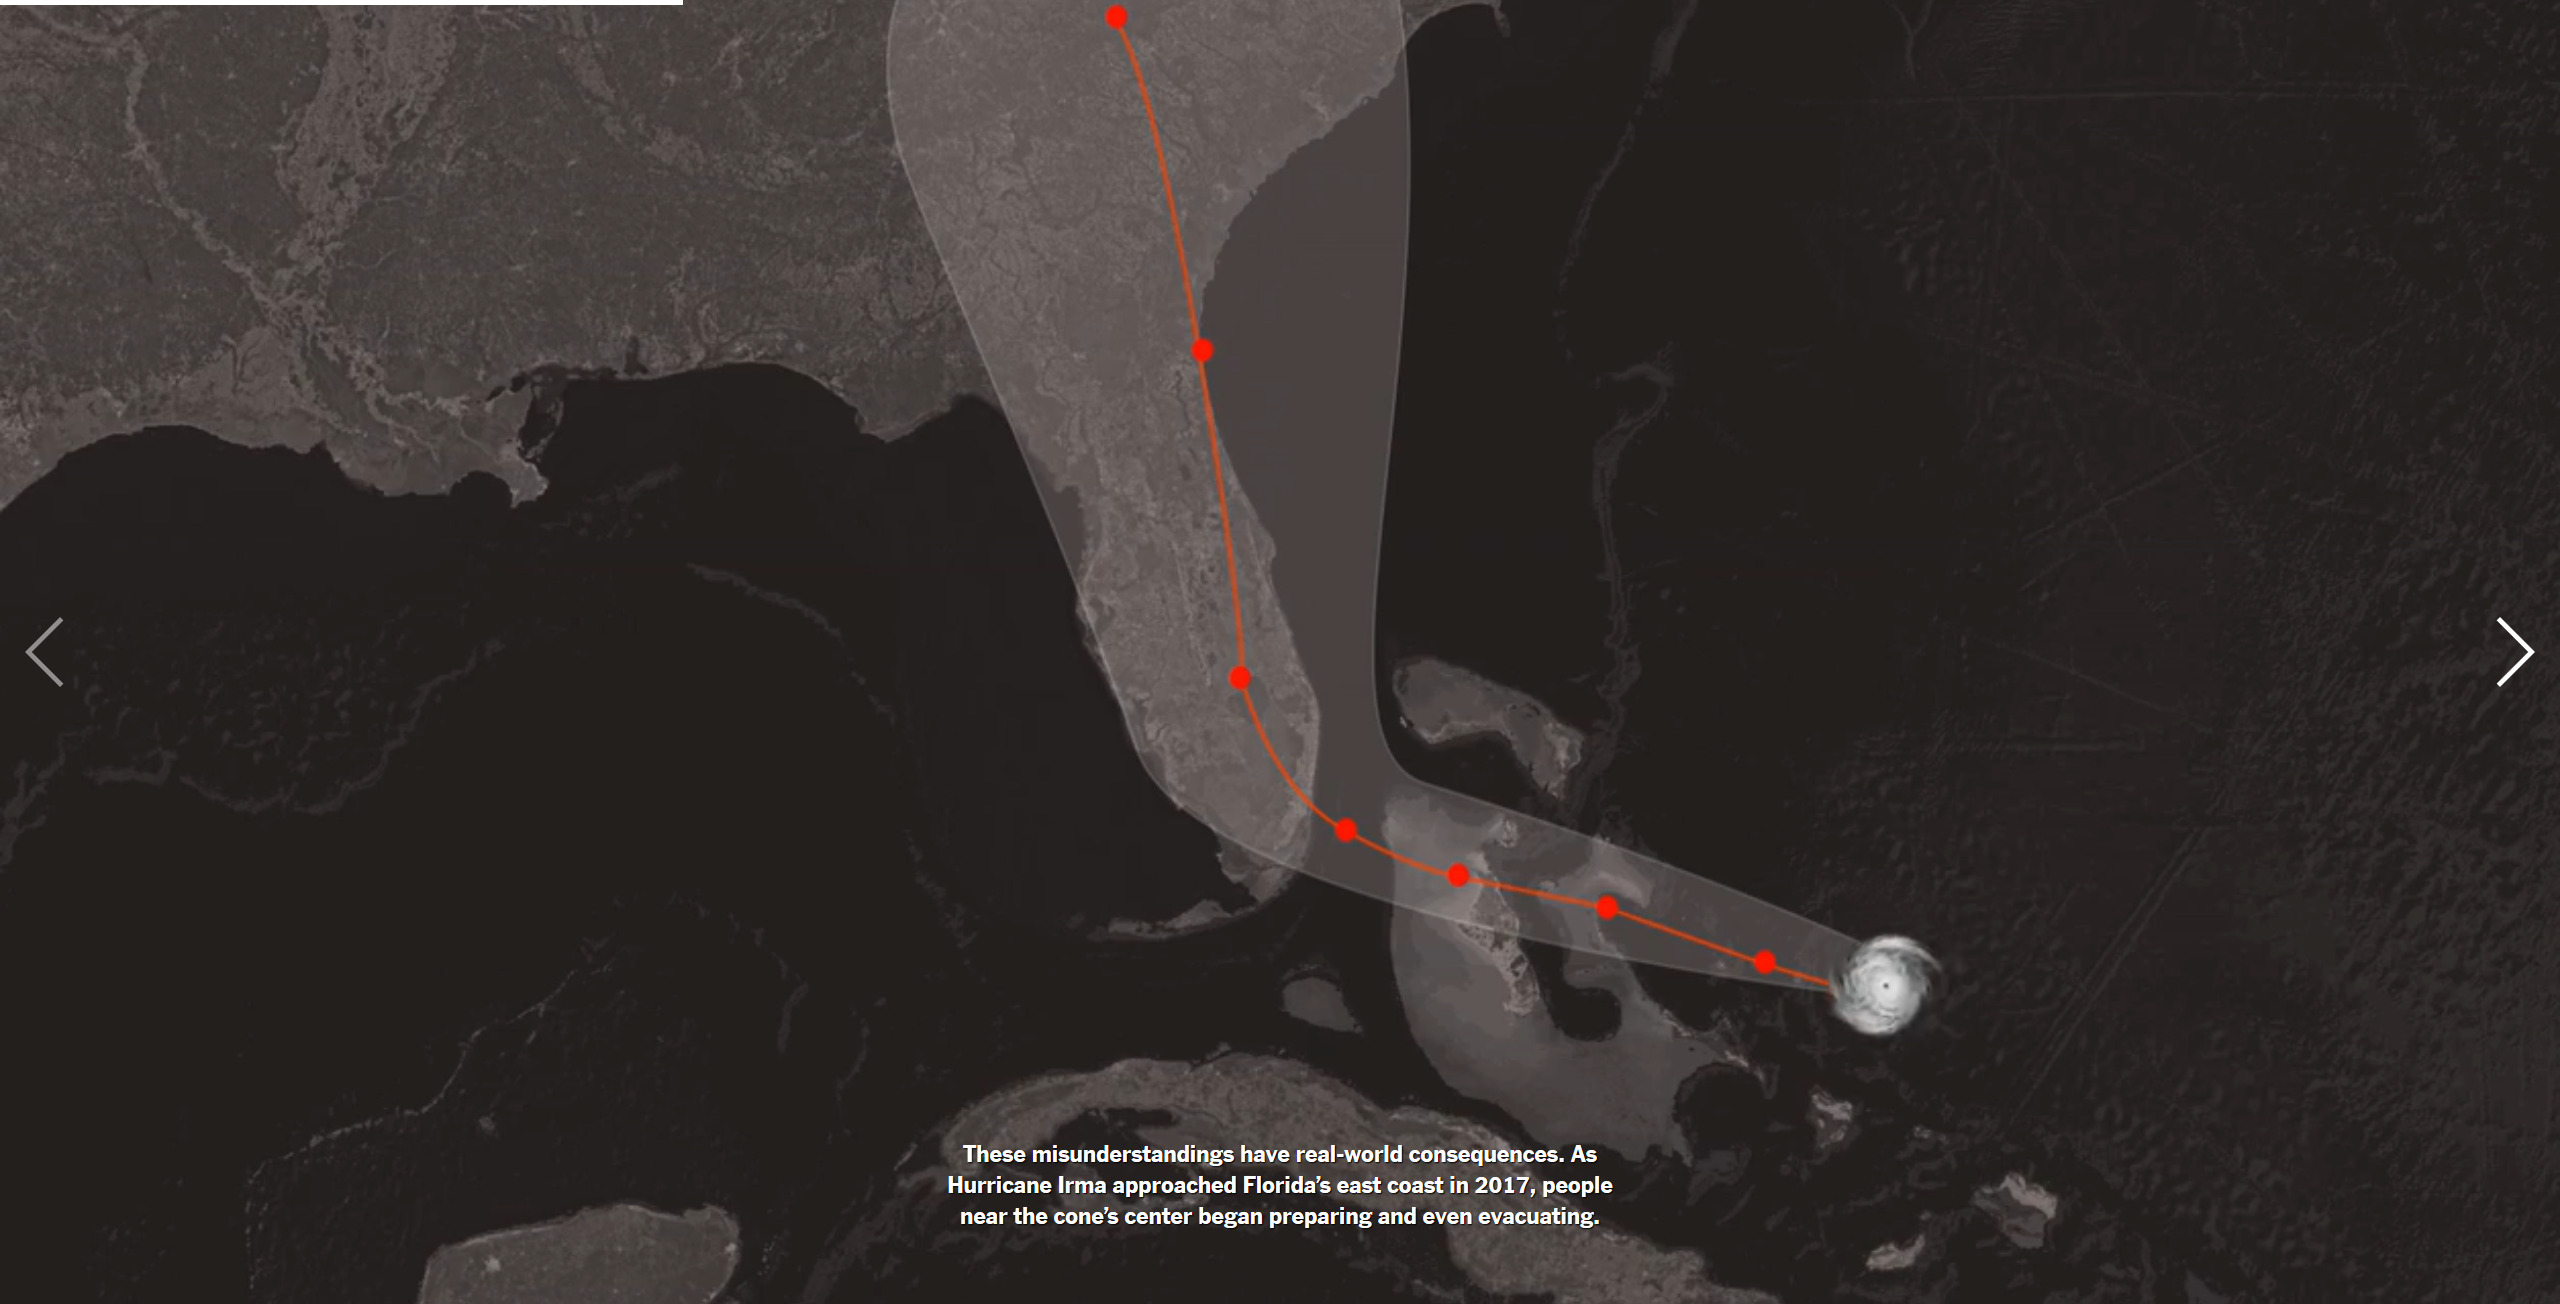 These misunderstandings have real-world consequences. As
Hurricane Irma approached Florida’s east coast in 2017, people
near the cone’s center began preparing and even evacuating.